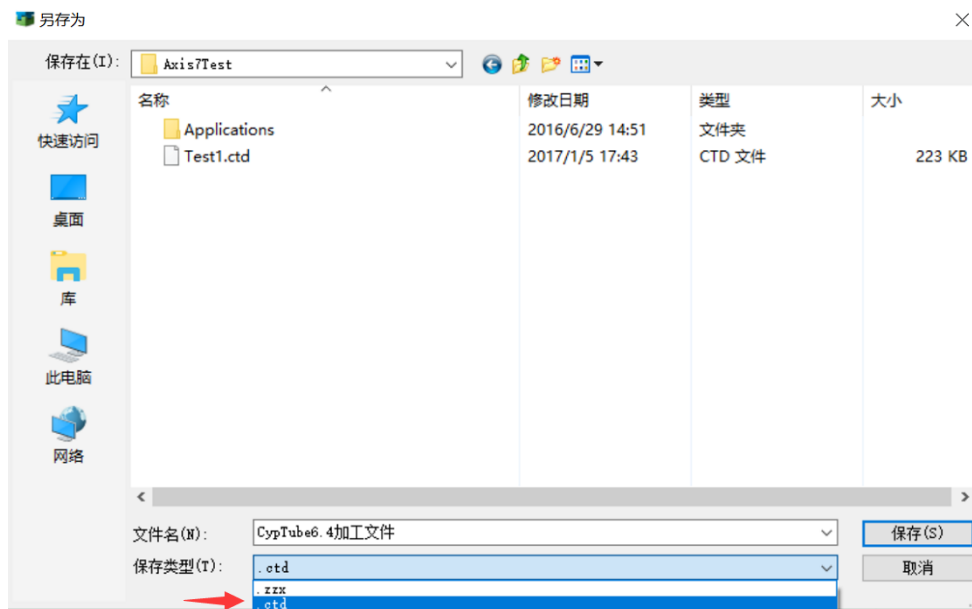 另存为
保存在(I): Axis7Test
名称 修改日期 类型 大小
Applications 2016/6/29 14:51 文件夹
Test1.ctd 2017/1/5 17:43 CTD 文件 223 KB
快速访问
桌面
库
此电脑
网络
文件名(N): CypTube6.4加工文件 保存(S)
保存类型(T): .ctd 取消
.zzx
.ctd